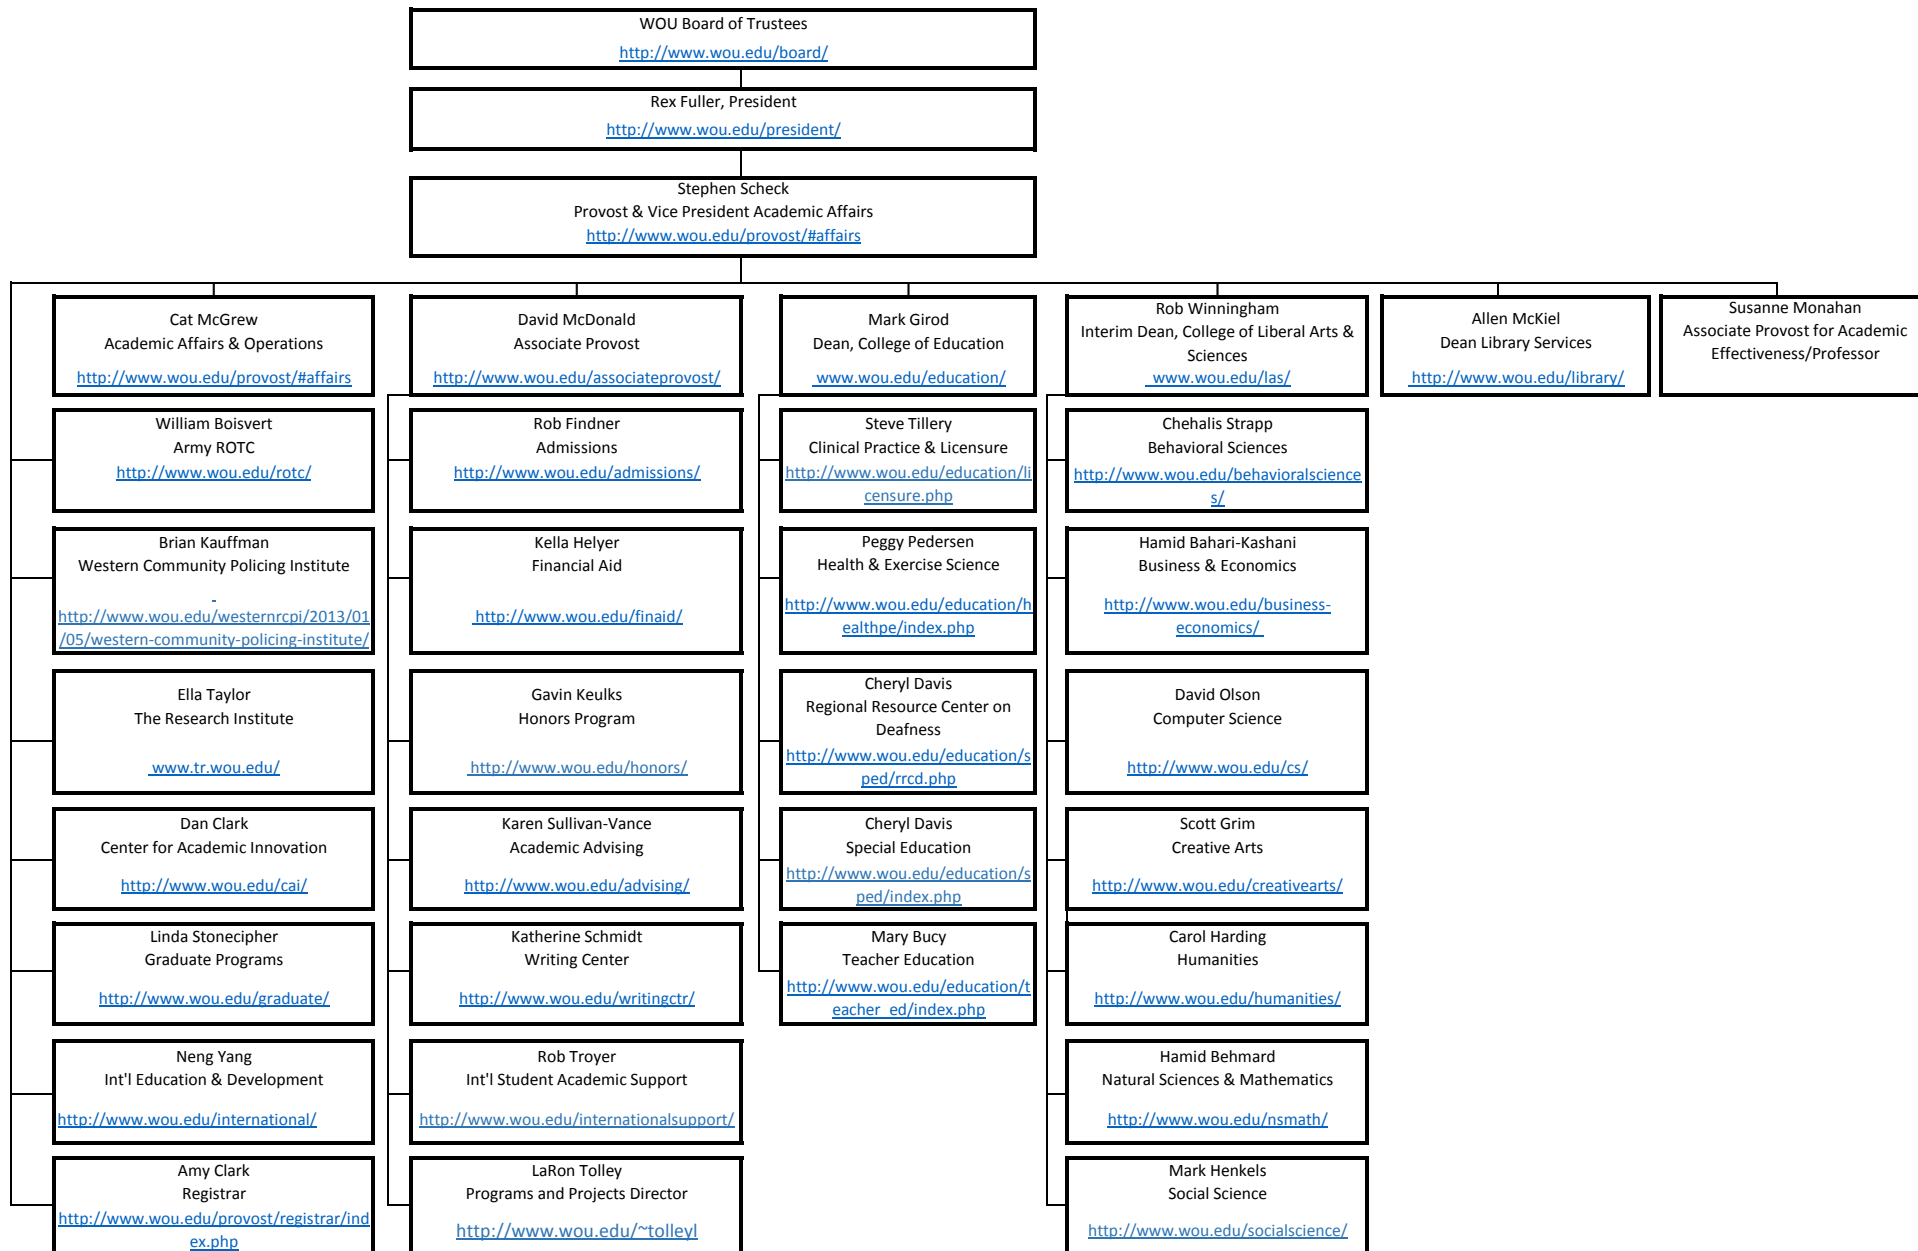 WOU Board of Trustees
http://www.wou.edu/board/
Rex Fuller, President
http://www.wou.edu/president/
Stephen Scheck
Provost & Vice President Academic Affairs
http://www.wou.edu/provost/#affairs
Cat McGrew
Academic Affairs & Operations
http://www.wou.edu/provost/#affairs
David McDonald
Associate Provost
http://www.wou.edu/associateprovost/
Mark Girod
Dean, College of Education
www.wou.edu/education/
Rob Winningham
Interim Dean, College of Liberal Arts &
Sciences
www.wou.edu/las/
Allen McKiel
Dean Library Services
http://www.wou.edu/library/
Susanne Monahan
Associate Provost for Academic
Effectiveness/Professor
William Boisvert
Army ROTC
http://www.wou.edu/rotc/
Rob Findner
Admissions
http://www.wou.edu/admissions/
Steve Tillery
Clinical Practice & Licensure
http://www.wou.edu/education/li
censure.php
Chehalis Strapp
Behavioral Sciences
http://www.wou.edu/behavioralscience
s/
Brian Kauffman
Western Community Policing Institute
http://www.wou.edu/westernrcpi/2013/01
/05/western-community-policing-institute/
Kella Helyer
Financial Aid
http://www.wou.edu/finaid/
Peggy Pedersen
Health & Exercise Science
http://www.wou.edu/education/h
ealthpe/index.php
Hamid Bahari-Kashani
Business & Economics
http://www.wou.edu/business-
economics/
Ella Taylor
The Research Institute
www.tr.wou.edu/
Gavin Keulks
Honors Program
http://www.wou.edu/honors/
Cheryl Davis
Regional Resource Center on
Deafness
http://www.wou.edu/education/s
ped/rrcd.php
David Olson
Computer Science
http://www.wou.edu/cs/
Dan Clark
Center for Academic Innovation
http://www.wou.edu/cai/
Karen Sullivan-Vance
Academic Advising
http://www.wou.edu/advising/
Cheryl Davis
Special Education
http://www.wou.edu/education/s
ped/index.php
Scott Grim
Creative Arts
http://www.wou.edu/creativearts/
Linda Stonecipher
Graduate Programs
http://www.wou.edu/graduate/
Katherine Schmidt
Writing Center
http://www.wou.edu/writingctr/
Mary Bucy
Teacher Education
http://www.wou.edu/education/t
eacher_ed/index.php
Carol Harding
Humanities
http://www.wou.edu/humanities/
Neng Yang
Int'l Education & Development
http://www.wou.edu/international/
Rob Troyer
Int'l Student Academic Support
http://www.wou.edu/internationalsupport/
Hamid Behmard
Natural Sciences & Mathematics
http://www.wou.edu/nsmath/
Amy Clark
Registrar
http://www.wou.edu/provost/registrar/ind
ex.php
LaRon Tolley
Programs and Projects Director
http://www.wou.edu/~tolleyl
Mark Henkels
Social Science
http://www.wou.edu/socialscience/